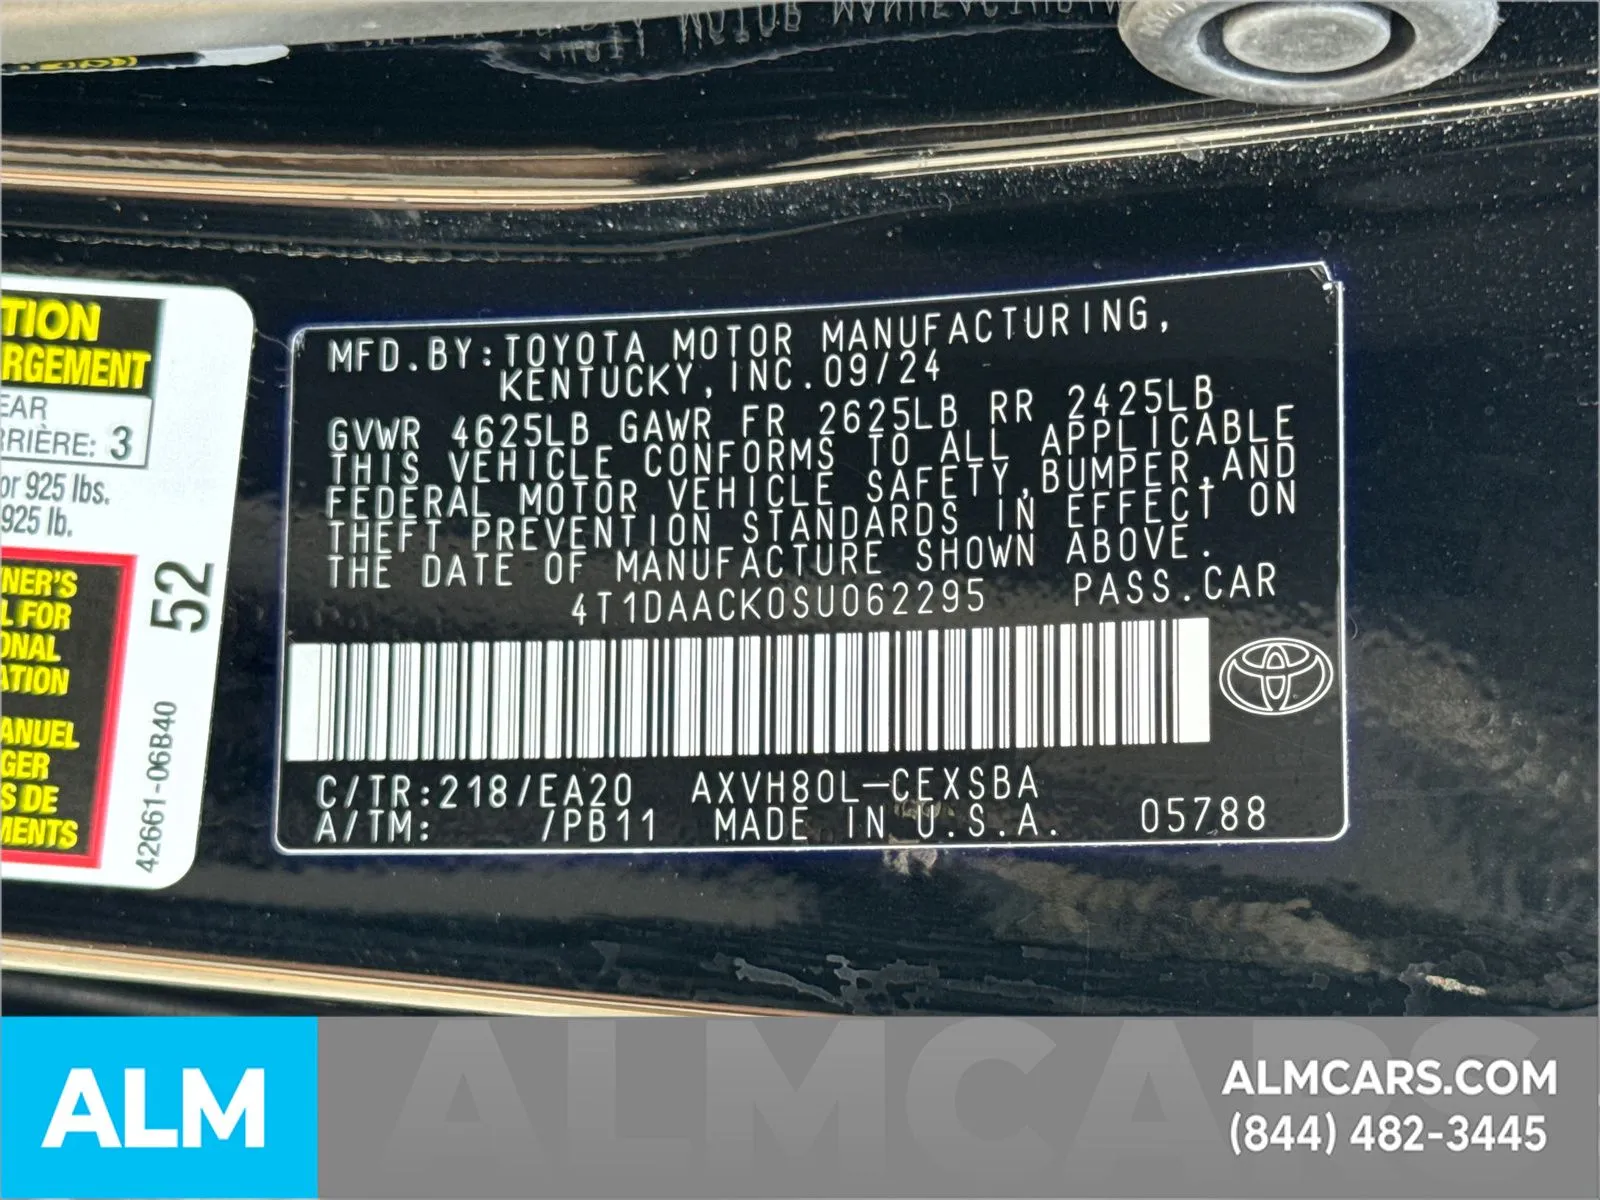 MFD.BY:TOYOTA MOTOR MANUFACTURING,
KENTUCKY,INC.09/24
GVWR 4625LB GAWR FR 2625LB RR 2425LB
THIS VEHICLE CONFORMS TO ALL APPLICABLE
FEDERAL MOTOR VEHICLE SAFETY,BUMPER,AND
THEFT PREVENTION STANDARDS IN EFFECT ON
THE DATE OF MANUFACTURE SHOWN ABOVE.
4T1DAACK0SU062295 PASS.CAR
C/TR:218/EA20 AXVH80L-CEXSBA
A/TM: /PB11 MADE IN U.S.A. 05788
TION
RGEMENT
EAR
RRIÈRE: 3
or 925 lbs.
925 lb.
NER'S
L FOR
ONAL
ATION
ANUEL
GER
S DE
MENTS
52
42661-06B40
ALM
ALMCARS
ALMCARS.COM
(844) 482-3445